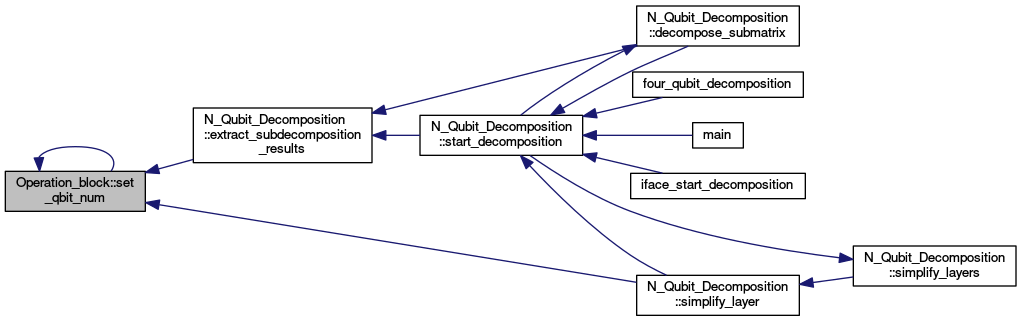 N_Qubit_Decomposition
::decompose_submatrix
four_qubit_decomposition
N_Qubit_Decomposition
::extract_subdecomposition
_results
N_Qubit_Decomposition
::start_decomposition
main
Operation_block::set
_qbit_num
iface_start_decomposition
N_Qubit_Decomposition
::simplify_layers
N_Qubit_Decomposition
::simplify_layer